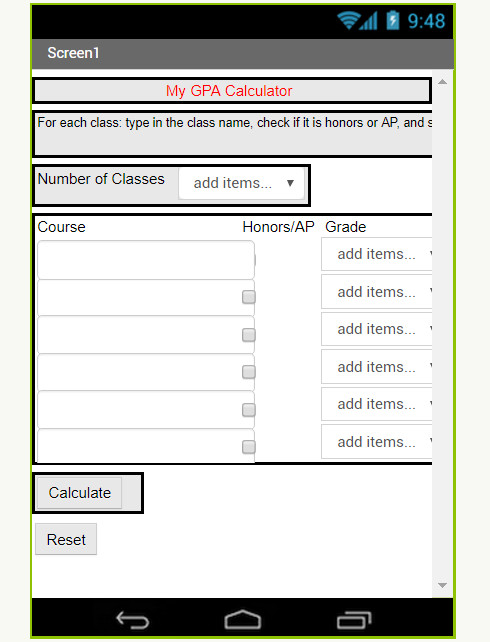 9:48
Screen1
My GPA Calculator
For each class: type in the class name, check if it is honors or AP, and s
Number of Classes add items...
Course Honors/AP Grade
add items...
add items...
add items...
add items...
add items...
add items...
Calculate
Reset